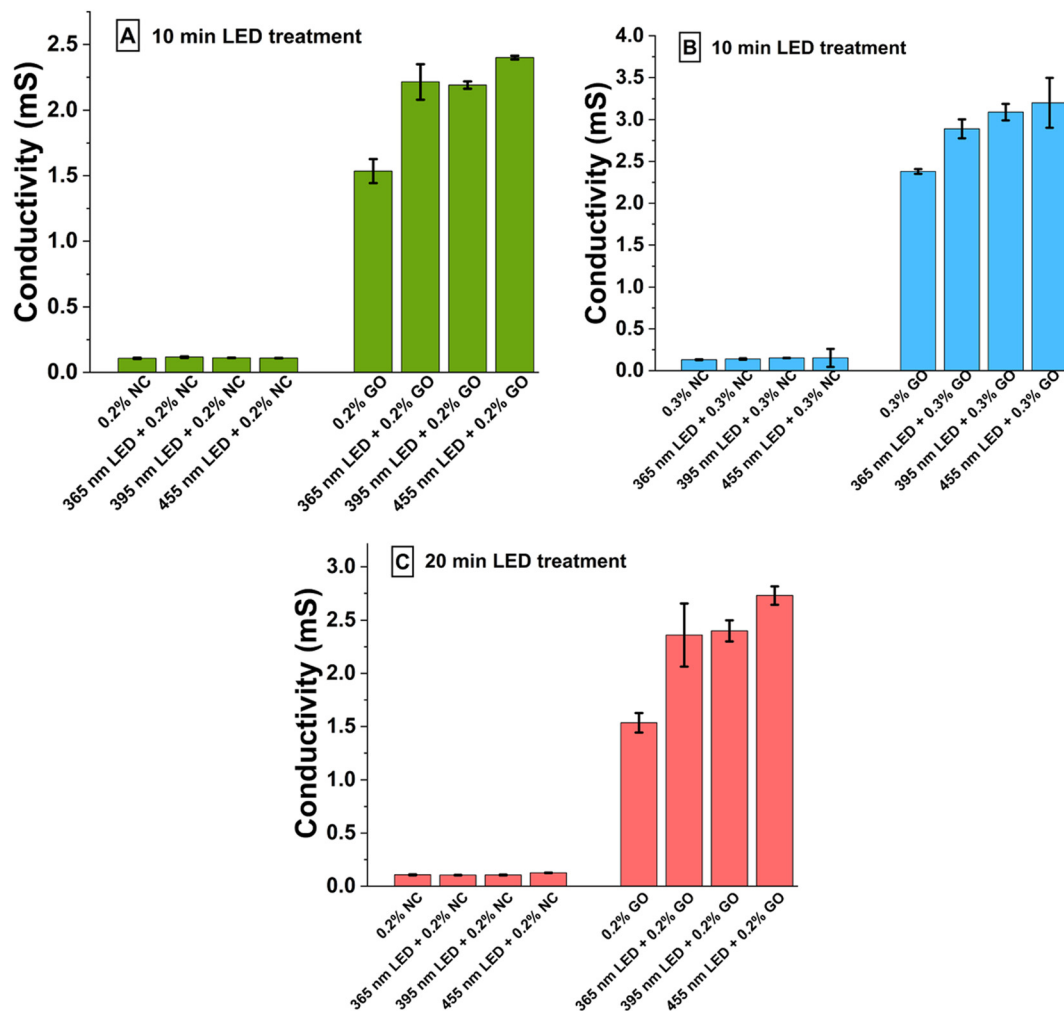 A 10 min LED treatment
Conductivity (mS)
2.5
2.0
1.5
1.0
0.5
0.0
0.2% NC
365 nm LED + 0.2% NC
395 nm LED + 0.2% NC
455 nm LED + 0.2% NC
0.2% GO
365 nm LED + 0.2% GO
395 nm LED + 0.2% GO
455 nm LED + 0.2% GO
B 10 min LED treatment
Conductivity (mS)
4.0
3.5
3.0
2.5
2.0
1.5
1.0
0.5
0.0
0.3% NC
365 nm LED + 0.3% NC
395 nm LED + 0.3% NC
455 nm LED + 0.3% NC
0.3% GO
365 nm LED + 0.3% GO
395 nm LED + 0.3% GO
455 nm LED + 0.3% GO
C 20 min LED treatment
Conductivity (mS)
3.0
2.5
2.0
1.5
1.0
0.5
0.0
0.2% NC
365 nm LED + 0.2% NC
395 nm LED + 0.2% NC
455 nm LED + 0.2% NC
0.2% GO
365 nm LED + 0.2% GO
395 nm LED + 0.2% GO
455 nm LED + 0.2% GO